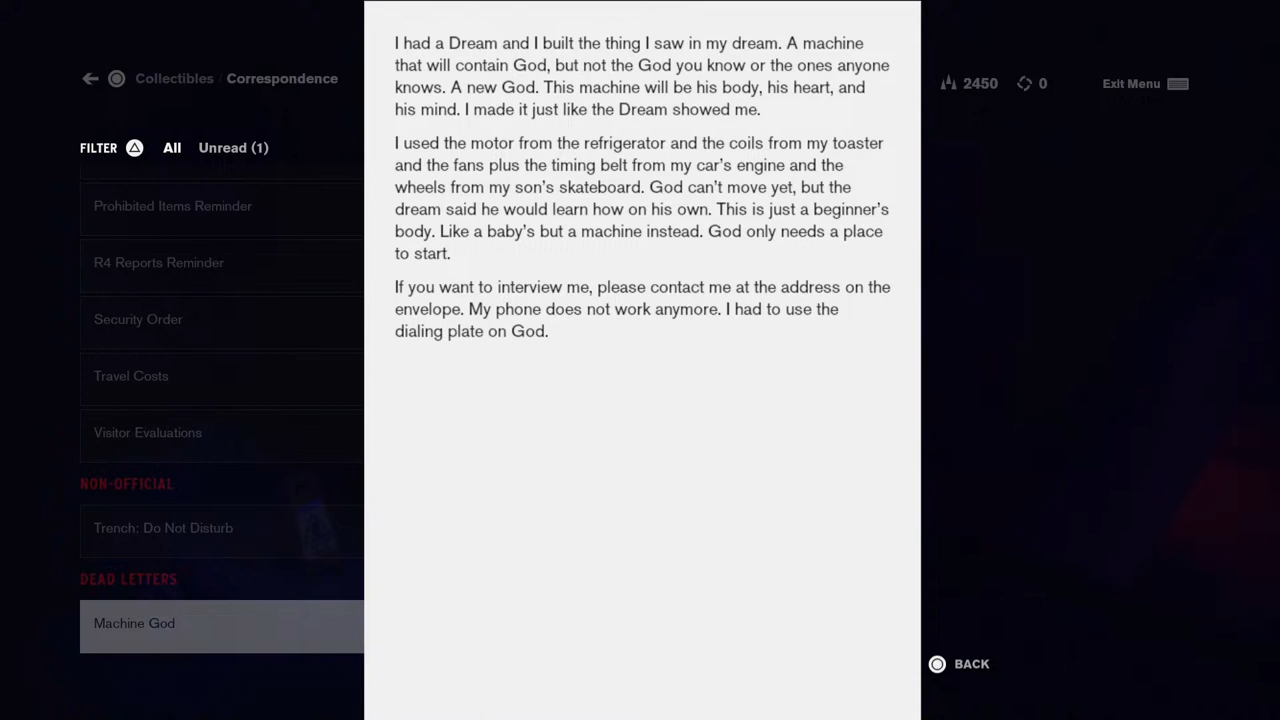 Collectibles / Correspondence
2450
0
Exit Menu
FILTER All Unread (1)
Prohibited Items Reminder
R4 Reports Reminder
Security Order
Travel Costs
Visitor Evaluations
NON-OFFICIAL
Trench: Do Not Disturb
DEAD LETTERS
Machine God
I had a Dream and I built the thing I saw in my dream. A machine
that will contain God, but not the God you know or the ones anyone
knows. A new God. This machine will be his body, his heart, and
his mind. I made it just like the Dream showed me.
I used the motor from the refrigerator and the coils from my toaster
and the fans plus the timing belt from my car's engine and the
wheels from my son's skateboard. God can't move yet, but the
dream said he would learn how on his own. This is just a beginner's
body. Like a baby's but a machine instead. God only needs a place
to start.
If you want to interview me, please contact me at the address on the
envelope. My phone does not work anymore. I had to use the
dialing plate on God.
BACK